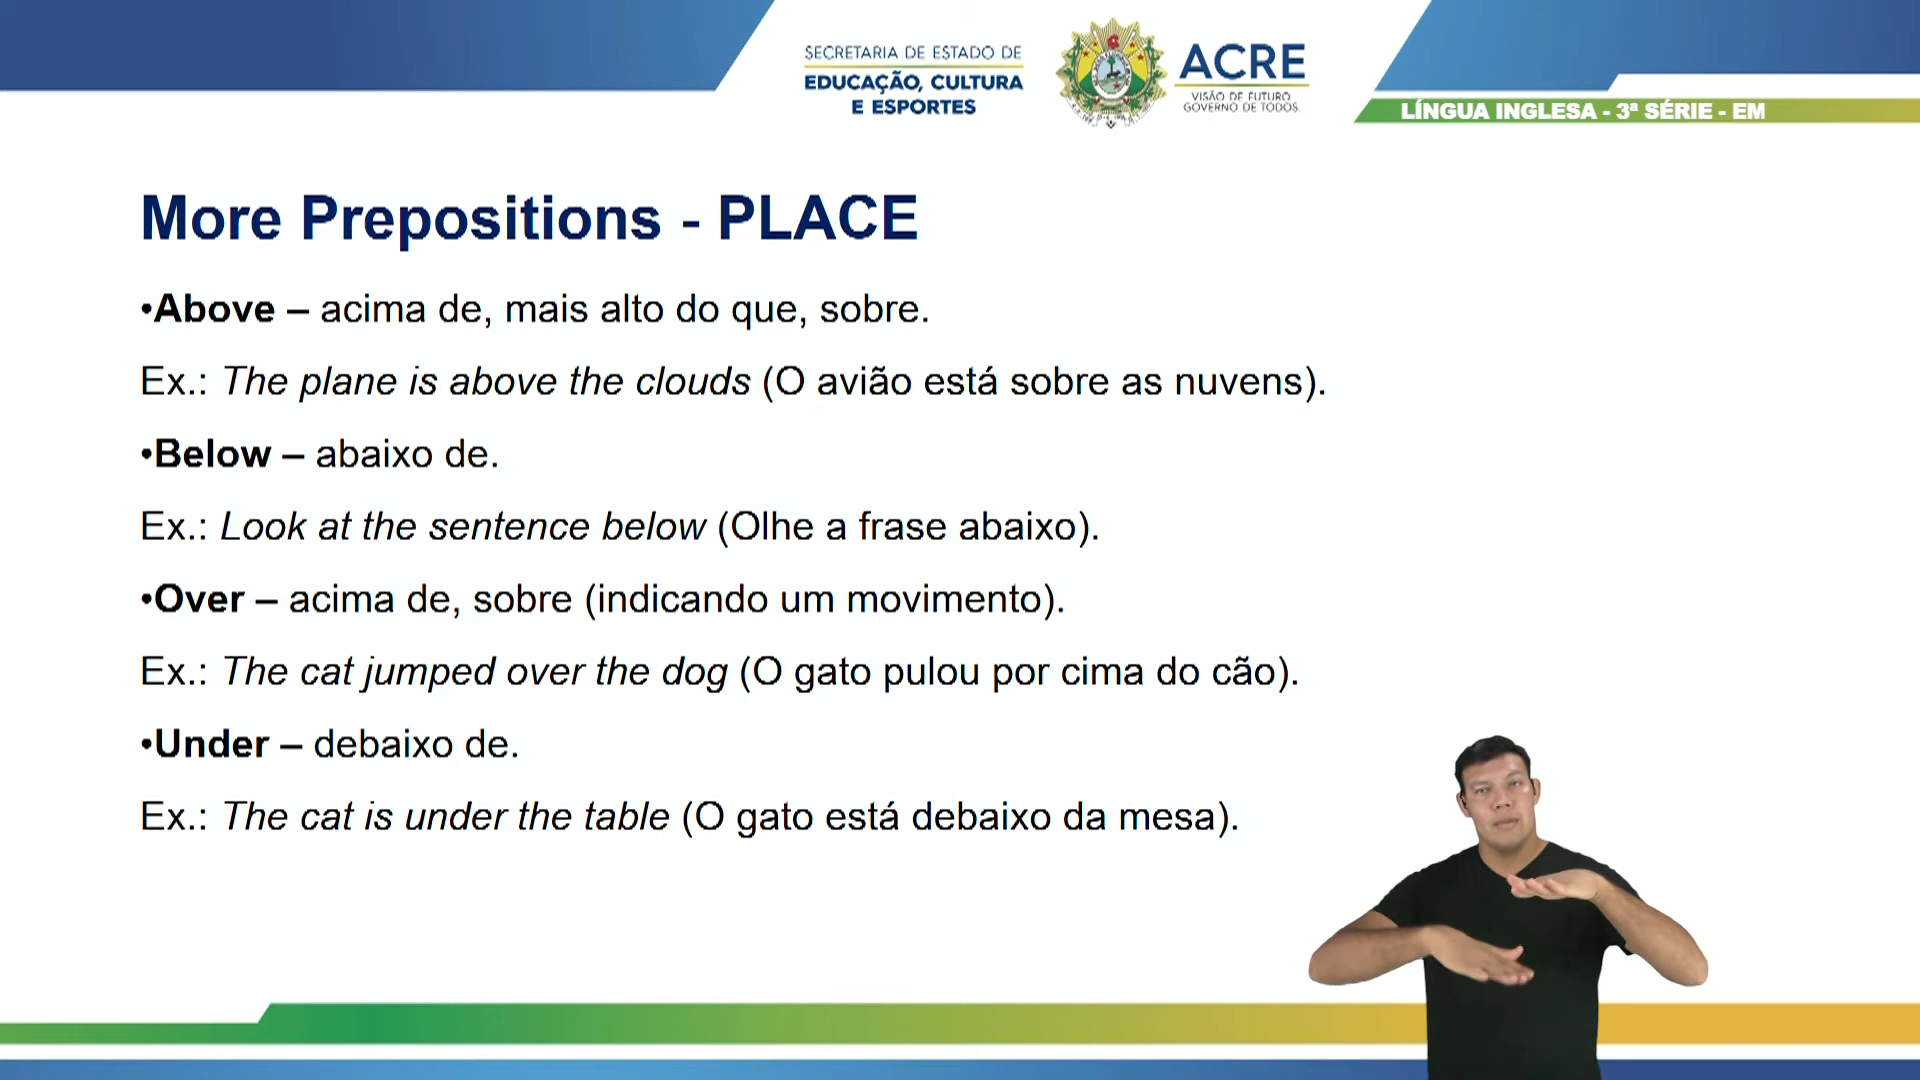 SECRETARIA DE ESTADO DE
EDUCAÇÃO, CULTURA
E ESPORTES
ACRE
VISÃO DE FUTURO
GOVERNO DE TODOS.
LÍNGUA INGLESA - 3ª SÉRIE - EM
More Prepositions - PLACE
•Above – acima de, mais alto do que, sobre.
Ex.: The plane is above the clouds (O avião está sobre as nuvens).
•Below – abaixo de.
Ex.: Look at the sentence below (Olhe a frase abaixo).
•Over – acima de, sobre (indicando um movimento).
Ex.: The cat jumped over the dog (O gato pulou por cima do cão).
•Under – debaixo de.
Ex.: The cat is under the table (O gato está debaixo da mesa).